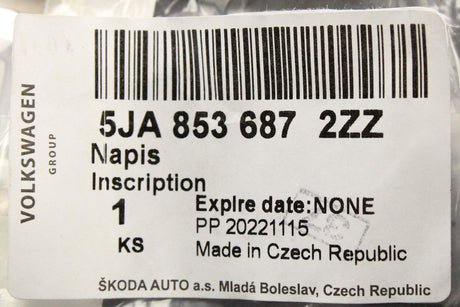 VOLKSWAGEN
GROUP
5JA 853 687 2ZZ
Napis
Inscription
1
KS
Expire date:NONE
PP 20221115
Made in Czech Republic
ŠKODA AUTO a.s. Mladá Boleslav, Czech Republic